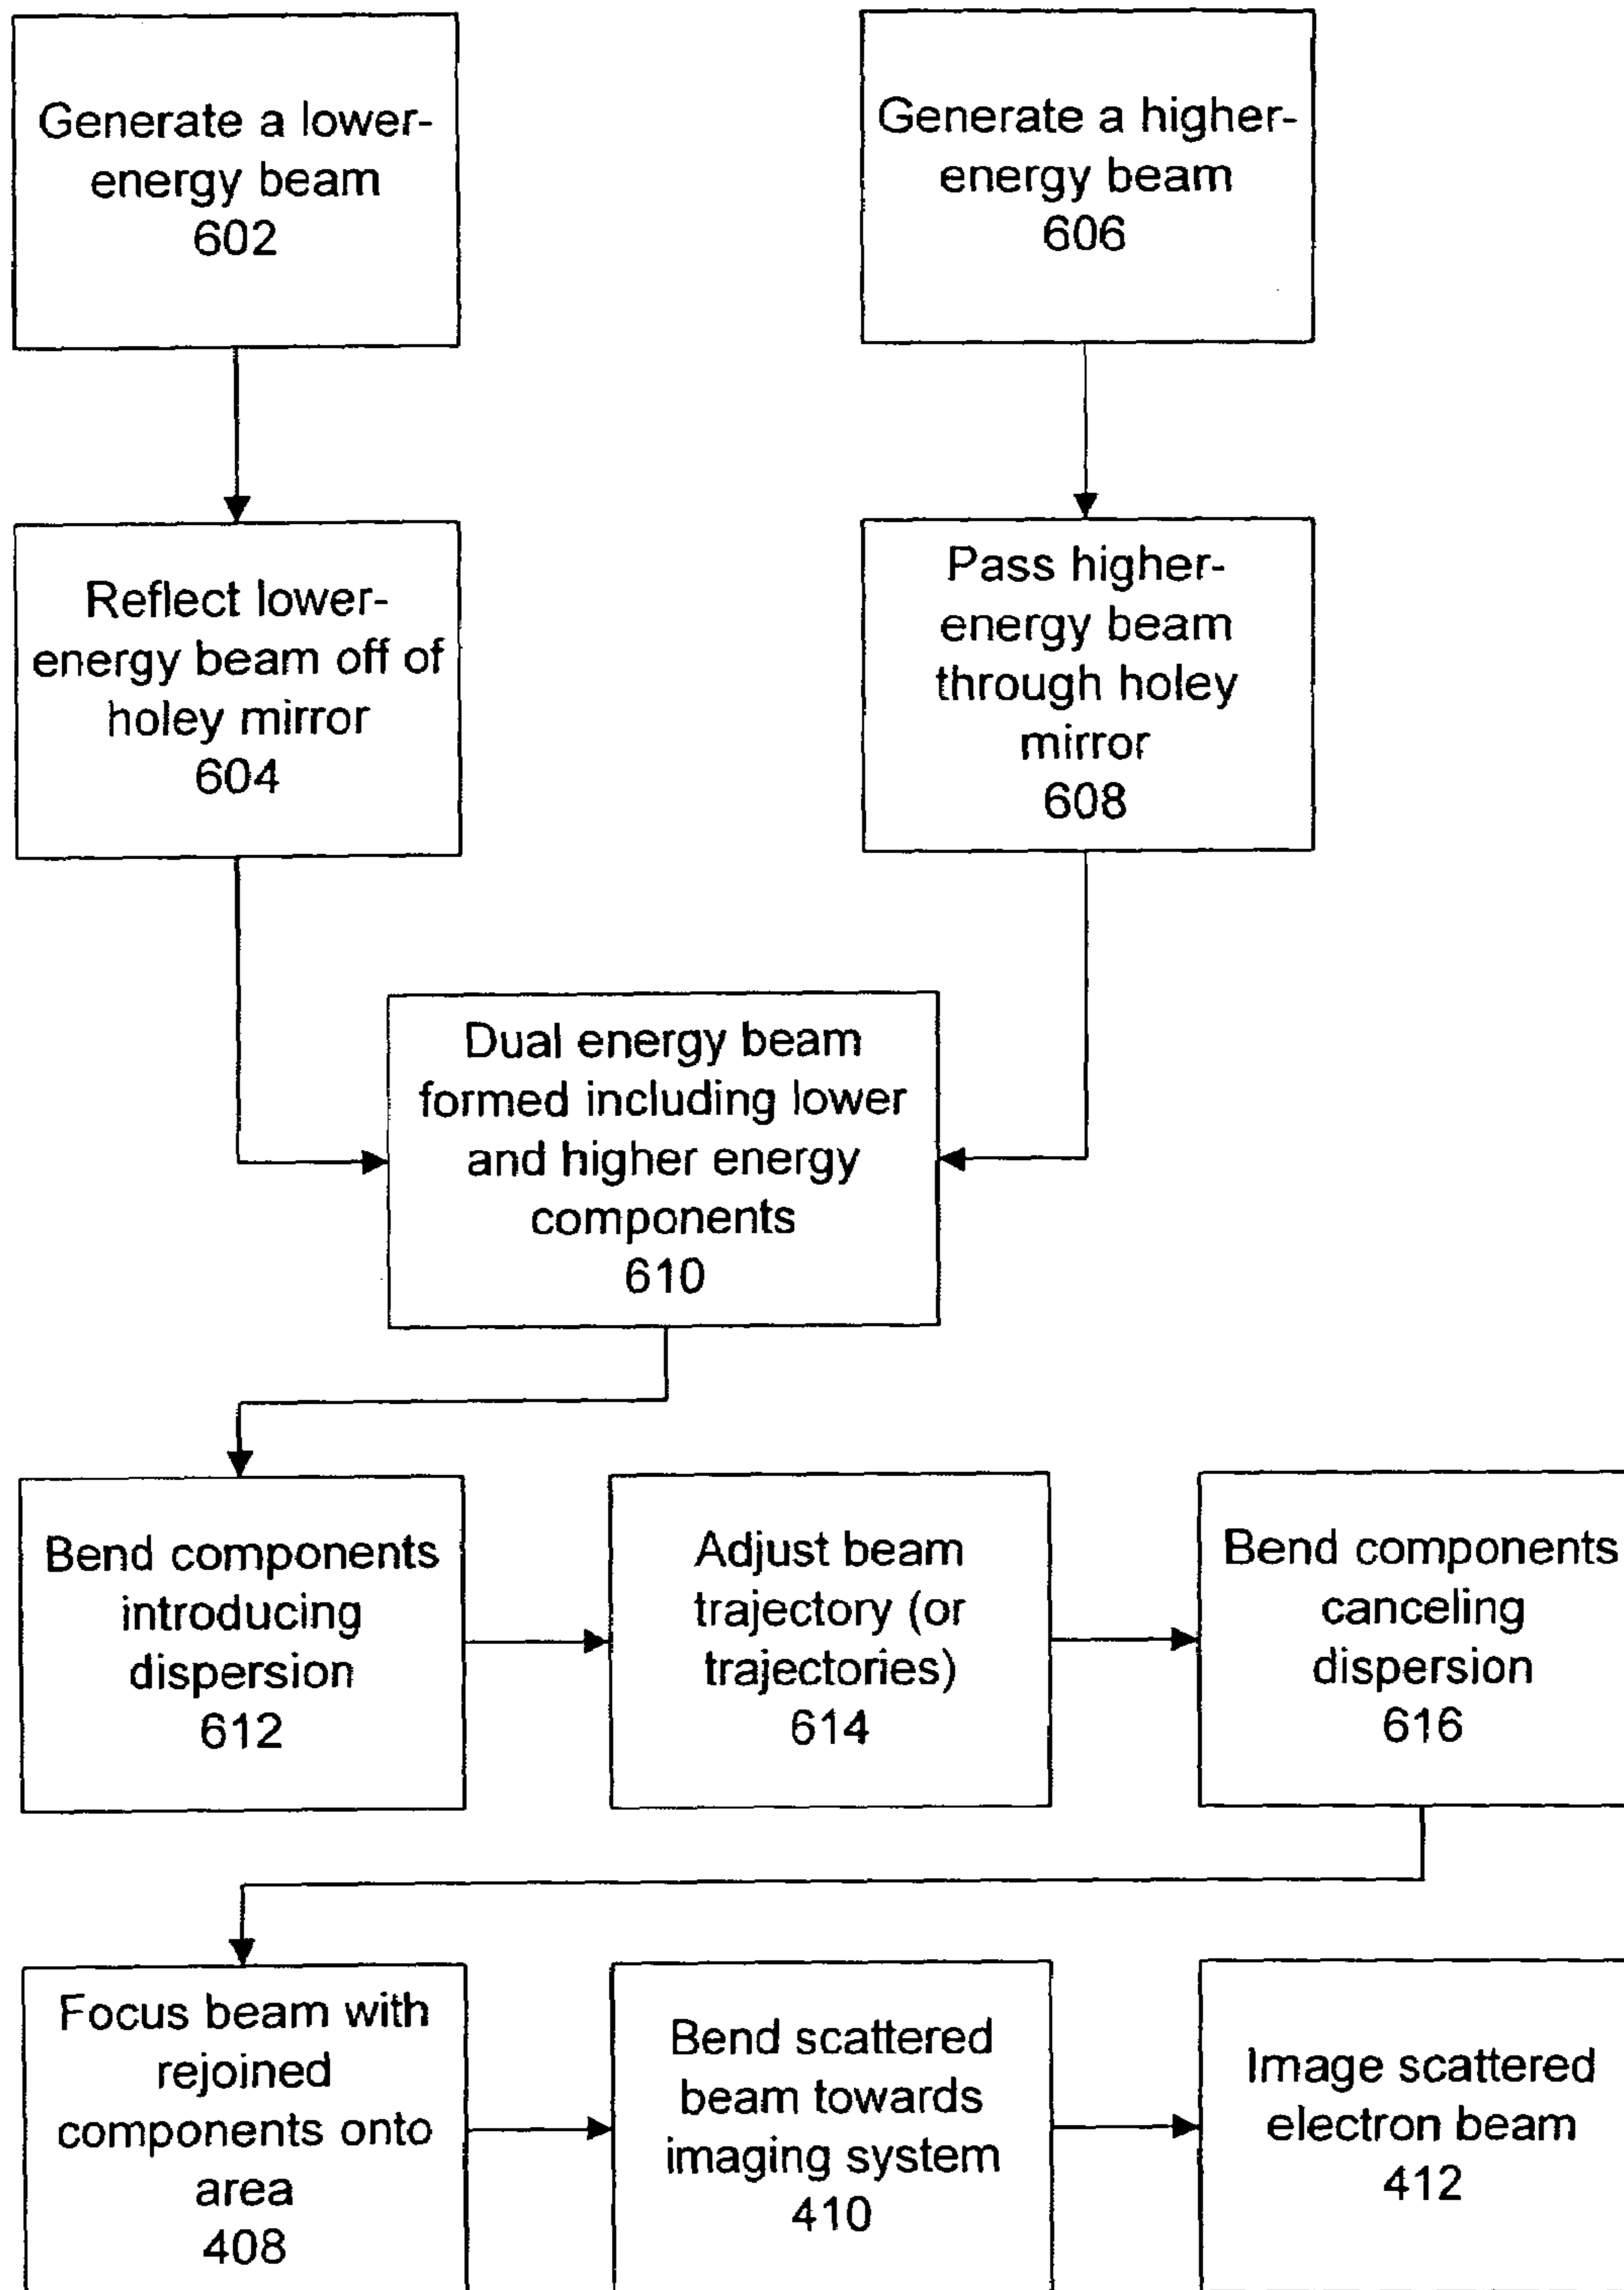 Generate a lower-
energy beam
602
Generate a higher-
energy beam
606
Reflect lower-
energy beam off of
holey mirror
604
Pass higher-
energy beam
through holey
mirror
608
Dual energy beam
formed including lower
and higher energy
components
610
Bend components
introducing
dispersion
612
Adjust beam
trajectory (or
trajectories)
614
Bend components
canceling
dispersion
616
Focus beam with
rejoined
components onto
area
408
Bend scattered
beam towards
imaging system
410
Image scattered
electron beam
412